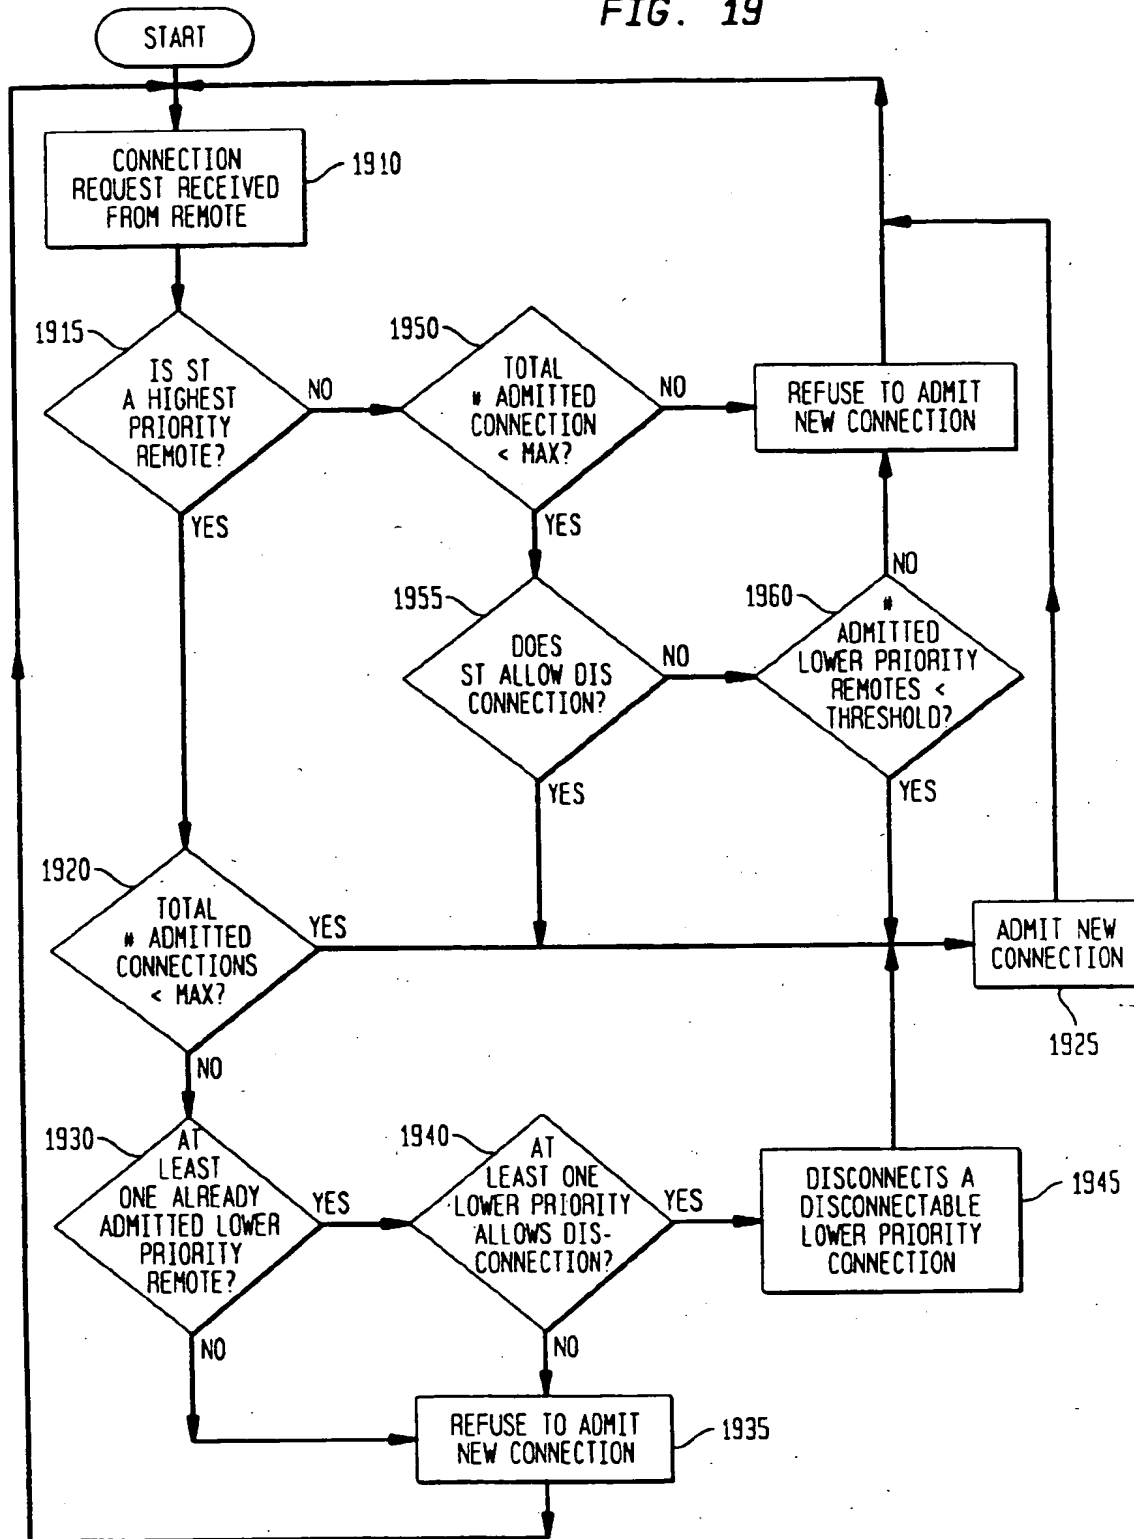 FIG. 19
START
CONNECTION
REQUEST RECEIVED
FROM REMOTE
1910
1915
IS ST
A HIGHEST
PRIORITY
REMOTE?
NO
YES
1950
TOTAL
# ADMITTED
CONNECTION
< MAX?
NO
YES
REFUSE TO ADMIT
NEW CONNECTION
1955
DOES
ST ALLOW DIS
CONNECTION?
NO
YES
1960
NO
#
ADMITTED
LOWER PRIORITY
REMOTES <
THRESHOLD?
YES
1920
TOTAL
# ADMITTED
CONNECTIONS
< MAX?
YES
NO
ADMIT NEW
CONNECTION
1925
1930
AT
LEAST
ONE ALREADY
ADMITTED LOWER
PRIORITY
REMOTE?
YES
NO
1940
AT
LEAST ONE
LOWER PRIORITY
ALLOWS DIS-
CONNECTION?
YES
NO
DISCONNECTS A
DISCONNECTABLE
LOWER PRIORITY
CONNECTION
1945
REFUSE TO ADMIT
NEW CONNECTION
1935